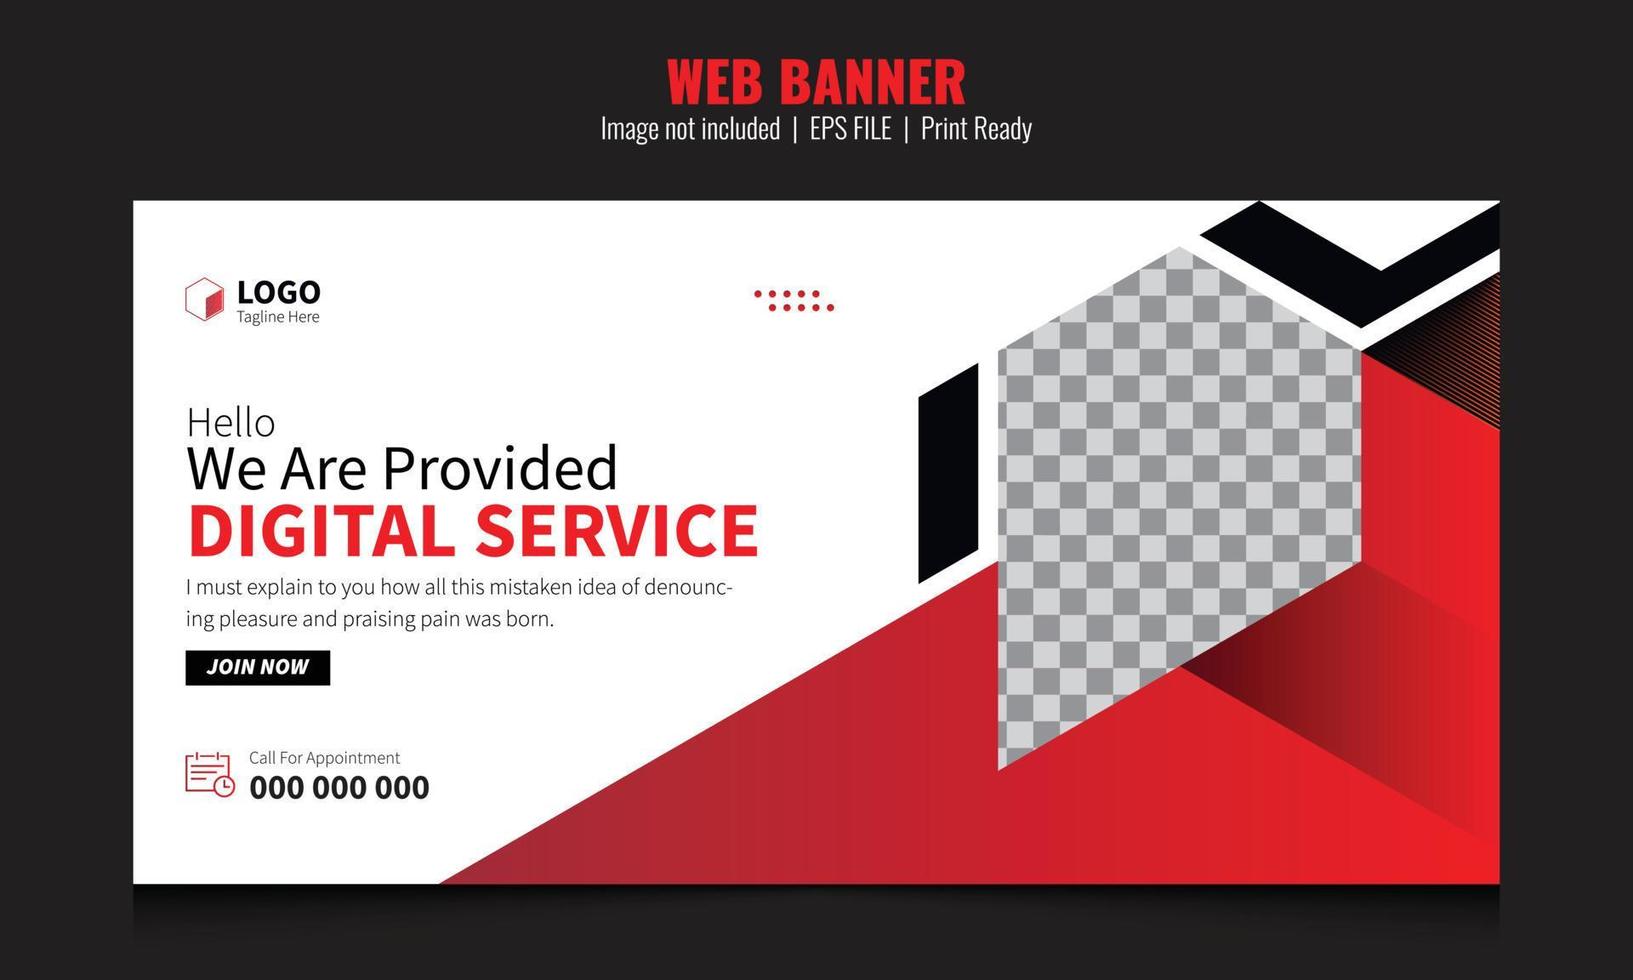 WEB BANNER
Image not included | EPS FILE | Print Ready
LOGO
Tagline Here
Hello
We Are Provided
DIGITAL SERVICE
I must explain to you how all this mistaken idea of denounc-
ing pleasure and praising pain was born.
JOIN NOW
Call For Appointment
000 000 000